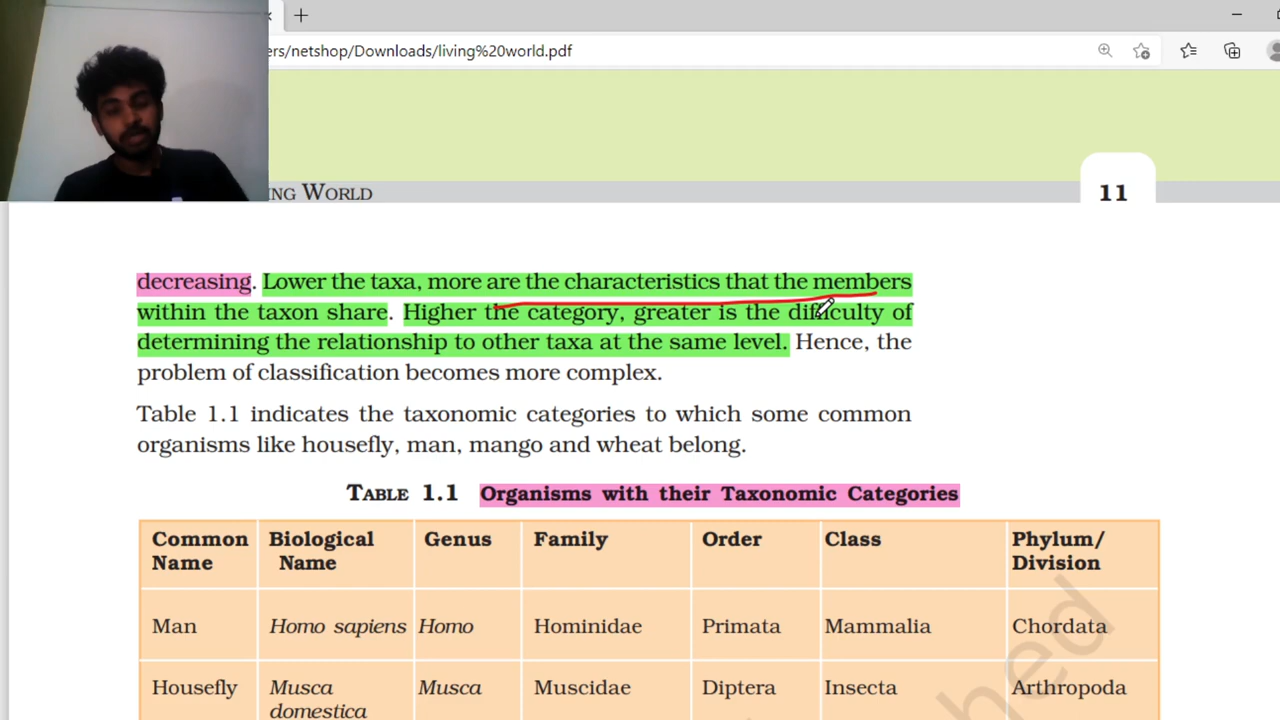 ers/netshop/Downloads/living%20world.pdf
NG WORLD
11
decreasing. Lower the taxa, more are the characteristics that the members
within the taxon share. Higher the category, greater is the difficulty of
determining the relationship to other taxa at the same level. Hence, the
problem of classification becomes more complex.
Table 1.1 indicates the taxonomic categories to which some common
organisms like housefly, man, mango and wheat belong.
TABLE 1.1 Organisms with their Taxonomic Categories
Common Name Biological Name Genus Family Order Class Phylum/ Division
Man Homo sapiens Homo Hominidae Primata Mammalia Chordata
Housefly Musca domestica Musca Muscidae Diptera Insecta Arthropoda
hed